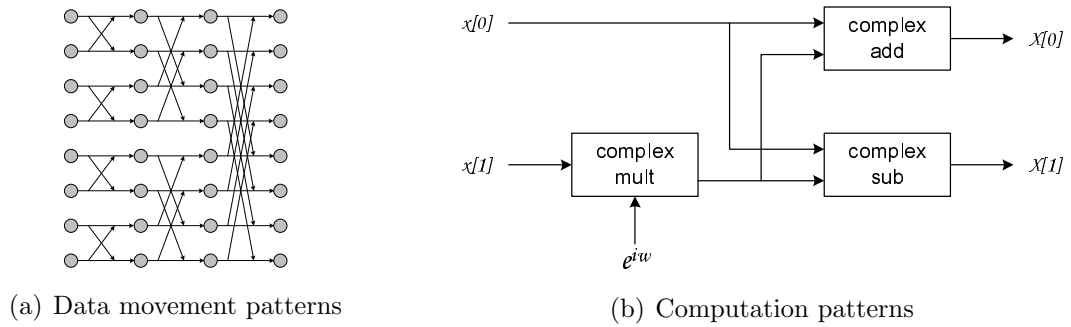 x[0]
complex
add
X[0]
x[1]
complex
mult
complex
sub
X[1]
e^{iw}
(a) Data movement patterns
(b) Computation patterns